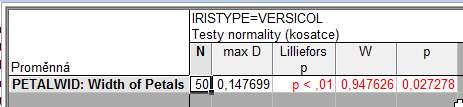 IRISTYPE=VERSICOL
Testy normality (kosatce)
Proměnná N max D Lilliefors p W p
PETALWID: Width of Petals 50 0,147699 p < ,01 0,947626 0,027278